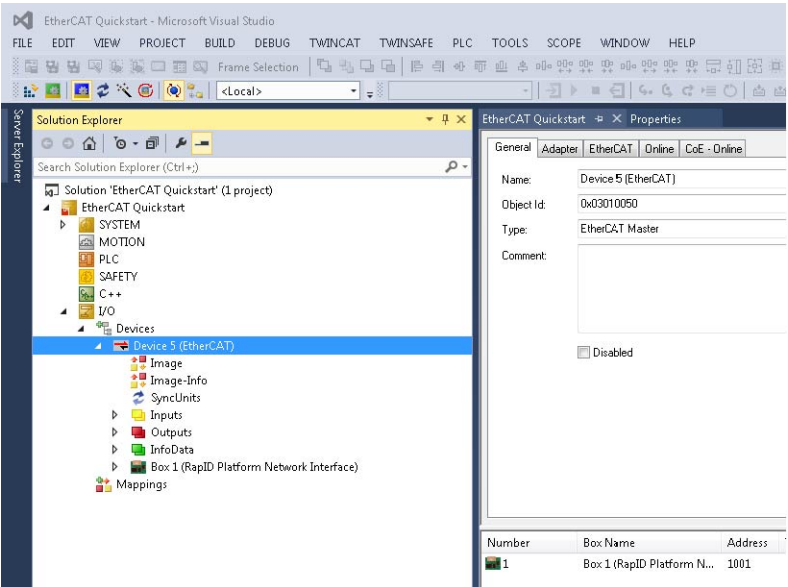 EtherCAT Quickstart - Microsoft Visual Studio
FILE EDIT VIEW PROJECT BUILD DEBUG TWINCAT TWINSAFE PLC TOOLS SCOPE WINDOW HELP
Frame Selection
<Local>
Server Explorer
Solution Explorer
Search Solution Explorer (Ctrl+;)
Solution 'EtherCAT Quickstart' (1 project)
EtherCAT Quickstart
SYSTEM
MOTION
PLC
SAFETY
C++
I/O
Devices
Device 5 (EtherCAT)
Image
Image-Info
SyncUnits
Inputs
Outputs
InfoData
Box 1 (RapID Platform Network Interface)
Mappings
EtherCAT Quickstart Properties
General Adapter EtherCAT Online CoE - Online
Name: Device 5 (EtherCAT)
Object Id: 0x03010050
Type: EtherCAT Master
Comment:
Disabled
Number Box Name Address
1 Box 1 (RapID Platform N... 1001